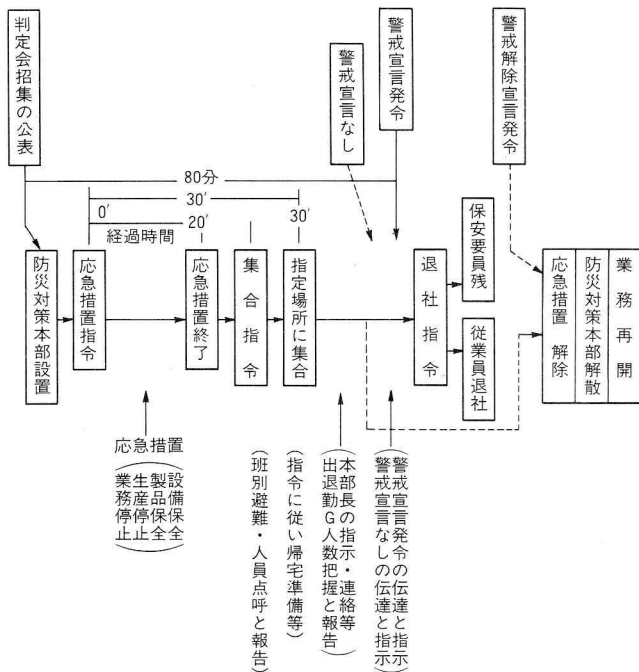 判定会招集の公表
警戒宣言なし
警戒宣言発令
警戒解除宣言発令
80分
30′
0′
20′
30′
経過時間
防災対策本部設置
応急措置指令
応急措置終了
集合指令
指定場所に集合
退社指令
保安要員残
従業員退社
応急措置 解除
防災対策本部解散
業務再開
応急措置
(設備保全
製品保全
生産停止
業務停止)
(班別避難・人員点呼と報告)
(指令に従い帰宅準備等)
(本部長の指示・連絡等
出退勤G人数把握と報告)
(警戒宣言発令の伝達と指示
警戒宣言なしの伝達と指示)